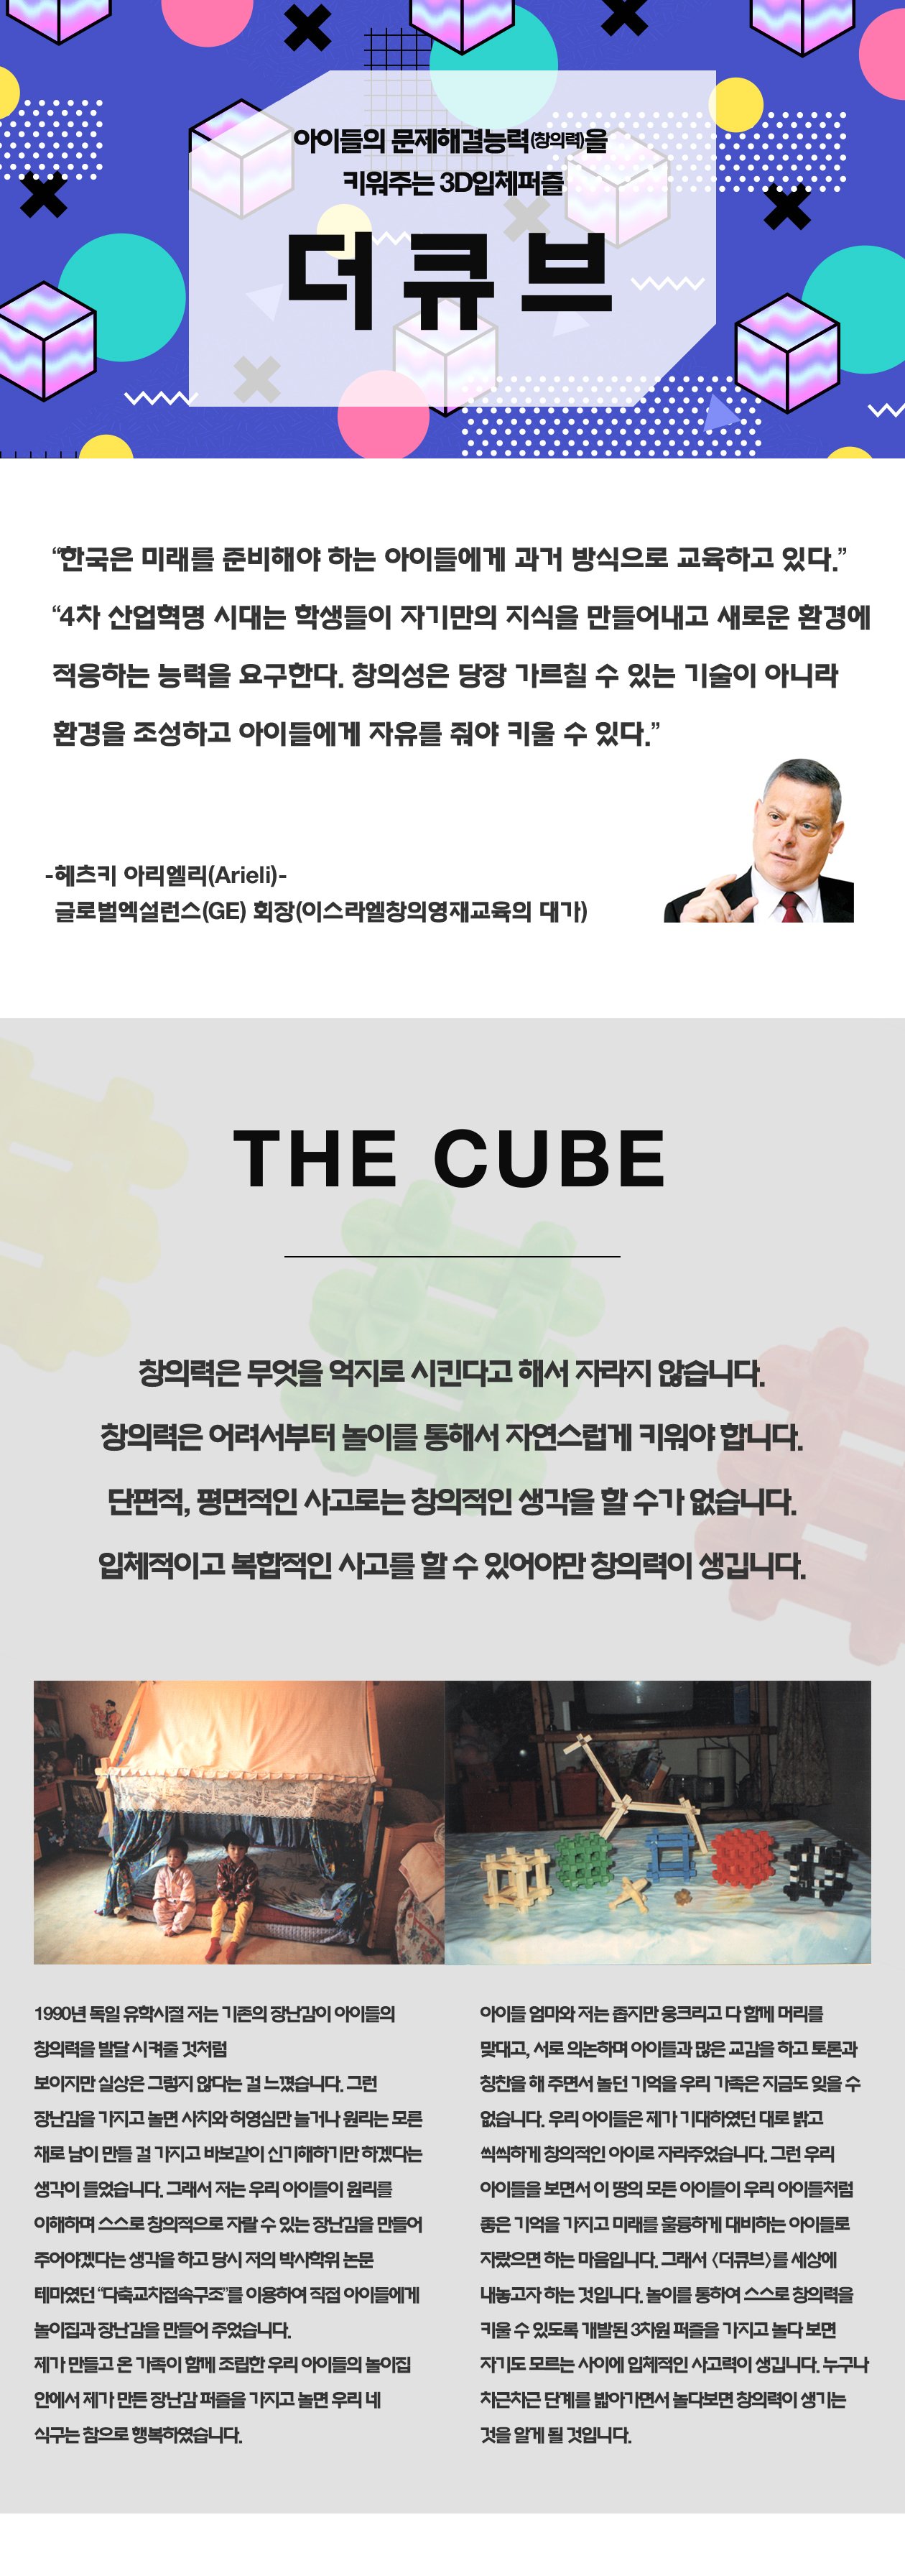 아이들의 문제해결능력(창의력)을
키워주는 3D입체퍼즐
더큐브
“한국은 미래를 준비해야 하는 아이들에게 과거 방식으로 교육하고 있다.”
“4차 산업혁명 시대는 학생들이 자기만의 지식을 만들어내고 새로운 환경에
적응하는 능력을 요구한다. 창의성은 당장 가르칠 수 있는 기술이 아니라
환경을 조성하고 아이들에게 자유를 줘야 키울 수 있다.”
-헤츠키 아리엘리(Arieli)-
글로벌엑설런스(GE) 회장(이스라엘창의영재교육의 대가)
THE CUBE
창의력은 무엇을 억지로 시킨다고 해서 자라지 않습니다.
창의력은 어려서부터 놀이를 통해서 자연스럽게 키워야 합니다.
단편적, 평면적인 사고로는 창의적인 생각을 할 수가 없습니다.
입체적이고 복합적인 사고를 할 수 있어야만 창의력이 생깁니다.
1990년 독일 유학시절 저는 기존의 장난감이 아이들의
창의력을 발달 시켜줄 것처럼
보이지만 실상은 그렇지 않다는 걸 느꼈습니다. 그런
장난감을 가지고 놀면 사치와 허영심만 늘거나 원리는 모른
채로 남이 만들 걸 가지고 바보같이 신기해하기만 하겠다는
생각이 들었습니다. 그래서 저는 우리 아이들이 원리를
이해하며 스스로 창의적으로 자랄 수 있는 장난감을 만들어
주어야겠다는 생각을 하고 당시 저의 박사학위 논문
테마였던 “다축교차접속구조”를 이용하여 직접 아이들에게
놀이집과 장난감을 만들어 주었습니다.
제가 만들고 온 가족이 함께 조립한 우리 아이들의 놀이집
안에서 제가 만든 장난감 퍼즐을 가지고 놀면 우리 네
식구는 참으로 행복하였습니다.
아이들 엄마와 저는 좁지만 웅크리고 다 함께 머리를
맞대고, 서로 의논하며 아이들과 많은 교감을 하고 토론과
칭찬을 해 주면서 놀던 기억을 우리 가족은 지금도 잊을 수
없습니다. 우리 아이들은 제가 기대하였던 대로 밝고
씩씩하게 창의적인 아이로 자라주었습니다. 그런 우리
아이들을 보면서 이 땅의 모든 아이들이 우리 아이들처럼
좋은 기억을 가지고 미래를 훌륭하게 대비하는 아이들로
자랐으면 하는 마음입니다. 그래서 <더큐브>를 세상에
내놓고자 하는 것입니다. 놀이를 통하여 스스로 창의력을
키울 수 있도록 개발된 3차원 퍼즐을 가지고 놀다 보면
자기도 모르는 사이에 입체적인 사고력이 생깁니다. 누구나
차근차근 단계를 밟아가면서 놀다보면 창의력이 생기는
것을 알게 될 것입니다.